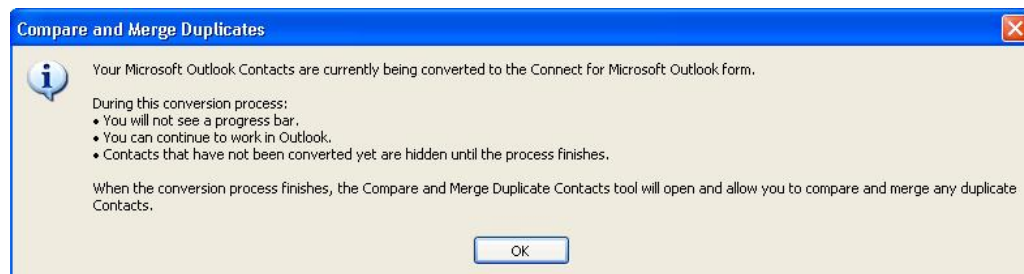 Compare and Merge Duplicates
Your Microsoft Outlook Contacts are currently being converted to the Connect for Microsoft Outlook form.
During this conversion process:
• You will not see a progress bar.
• You can continue to work in Outlook.
• Contacts that have not been converted yet are hidden until the process finishes.
When the conversion process finishes, the Compare and Merge Duplicate Contacts tool will open and allow you to compare and merge any duplicate
Contacts.
OK